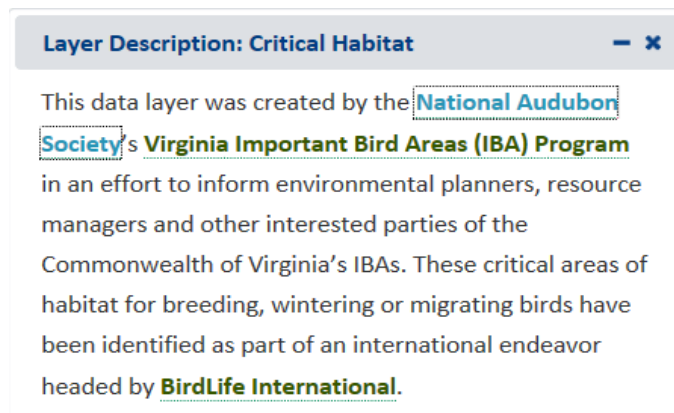 Layer Description: Critical Habitat
This data layer was created by the National Audubon
Society's Virginia Important Bird Areas (IBA) Program
in an effort to inform environmental planners, resource
managers and other interested parties of the
Commonwealth of Virginia's IBAs. These critical areas of
habitat for breeding, wintering or migrating birds have
been identified as part of an international endeavor
headed by BirdLife International.